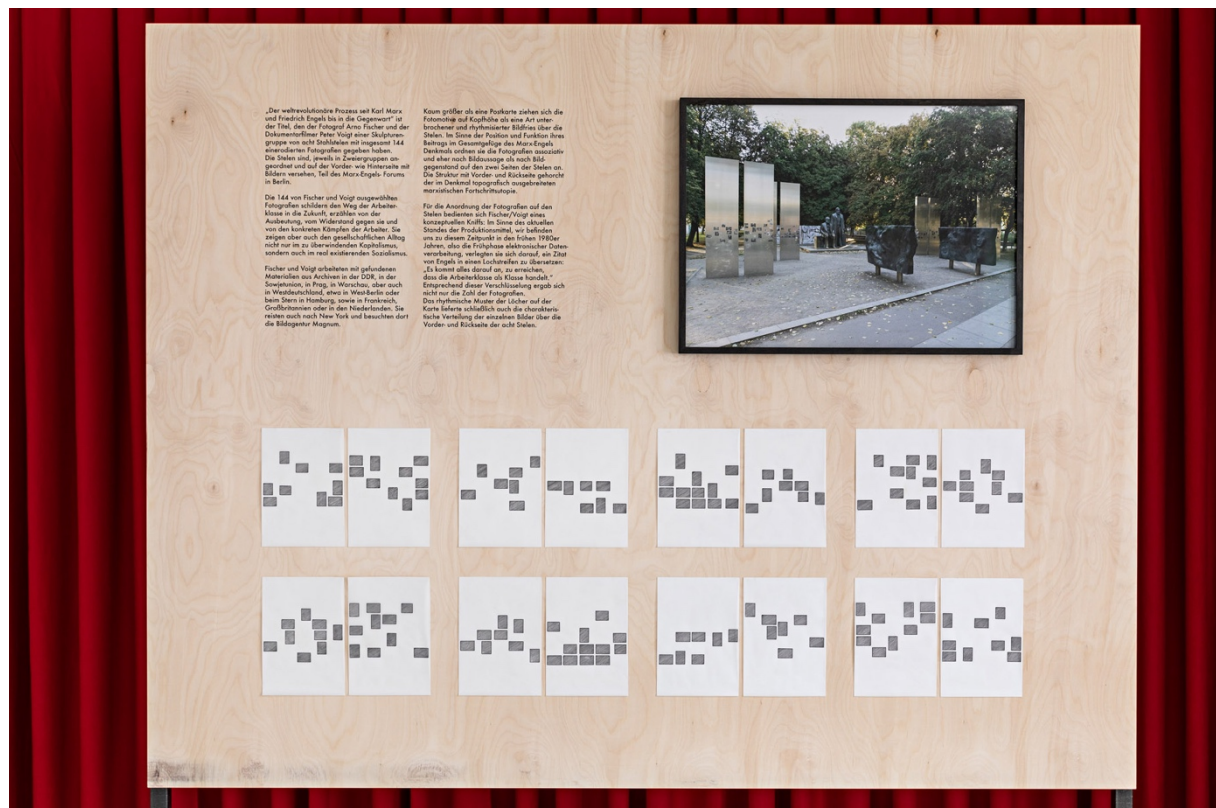 „Der weltrevolutionäre Prozess seit Karl Marx
und Friedrich Engels bis in die Gegenwart“ ist
der Titel, den der Fotograf Arno Fischer und der
Dokumentarfilmer Peter Voigt einer Skulpturen-
gruppe von acht Stahlstelen mit insgesamt 144
einerodierten Fotografien gegeben haben.
Die Stelen sind, jeweils in Zweiergruppen an-
geordnet und auf der Vorder- wie Hinterseite mit
Bildern versehen, Teil des Marx-Engels- Forums
in Berlin.
Die 144 von Fischer und Voigt ausgewählten
Fotografien schildern den Weg der Arbeiter-
klasse in die Zukunft, erzählen von der
Ausbeutung, vom Widerstand gegen sie und
von den konkreten Kämpfen der Arbeiter. Sie
zeigen aber auch den gesellschaftlichen Alltag
nicht nur im zu überwindenden Kapitalismus,
sondern auch im real existierenden Sozialismus.
Fischer und Voigt arbeiteten mit gefundenen
Materialien aus Archiven in der DDR, in der
Sowjetunion, in Prag, in Warschau, aber auch
in Westdeutschland, etwa in West-Berlin oder
beim Stern in Hamburg, sowie in Frankreich,
Großbritannien oder in den Niederlanden. Sie
reisten auch nach New York und besuchten dort
die Bildagentur Magnum.
Kaum größer als eine Postkarte ziehen sich die
Fotomotive auf Kopfhöhe als eine Art unter-
brochener und rhythmisierter Bildfries über die
Stelen. Im Sinne der Position und Funktion ihres
Beitrags im Gesamtgefüge des Marx-Engels
Denkmals ordnen sie die Fotografien assoziativ
und eher nach Bildaussage als nach Bild-
gegenstand auf den zwei Seiten der Stelen an.
Die Struktur mit Vorder- und Rückseite gehorcht
der im Denkmal topografisch ausgebreiteten
marxistischen Fortschrittsutopie.
Für die Anordnung der Fotografien auf den
Stelen bedienten sich Fischer/Voigt eines
konzeptuellen Kniffs: Im Sinne des aktuellen
Standes der Produktionsmittel, wir befinden
uns zu diesem Zeitpunkt in den frühen 1980er
Jahren, also die Frühphase elektronischer Daten-
verarbeitung, verlegten sie sich darauf, ein Zitat
von Engels in einen Lochstreifen zu übersetzen:
„Es kommt alles darauf an, zu erreichen,
dass die Arbeiterklasse als Klasse handelt.“
Entsprechend dieser Verschlüsselung ergab sich
nicht nur die Zahl der Fotografien.
Das rhythmische Muster der Löcher auf der
Karte lieferte schließlich auch die charakteris-
tische Verteilung der einzelnen Bilder über die
Vorder- und Rückseite der acht Stelen.